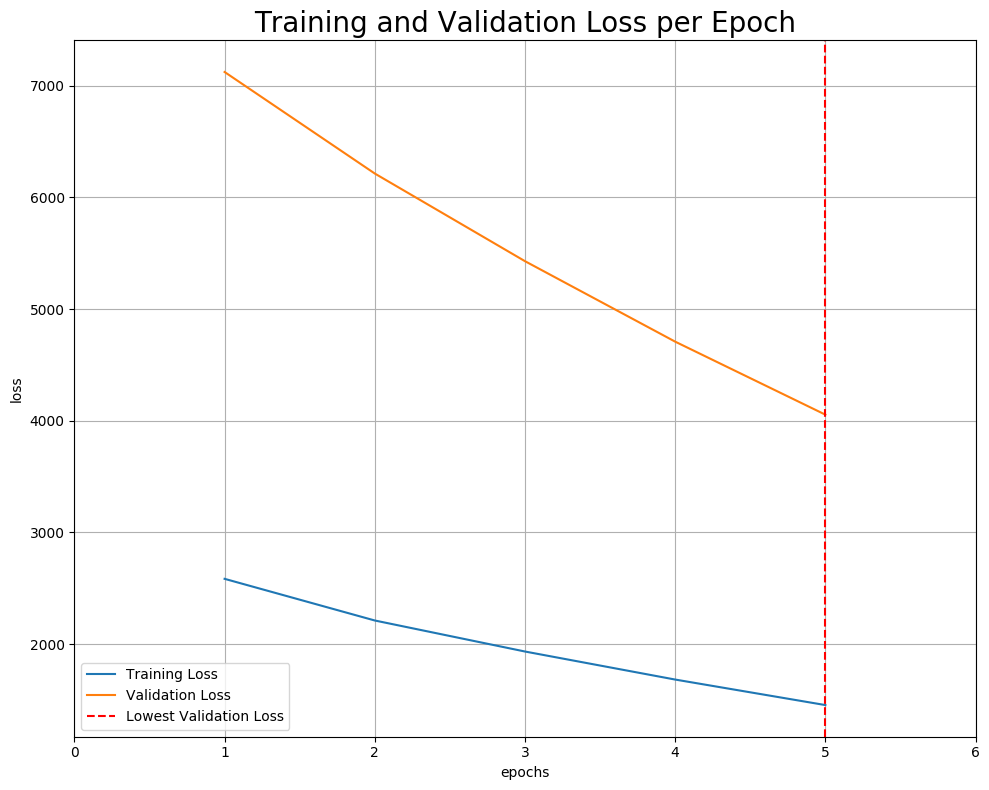 Training and Validation Loss per Epoch
7000
6000
5000
4000
3000
2000
loss
Training Loss
Validation Loss
Lowest Validation Loss
0 1 2 3 4 5 6
epochs